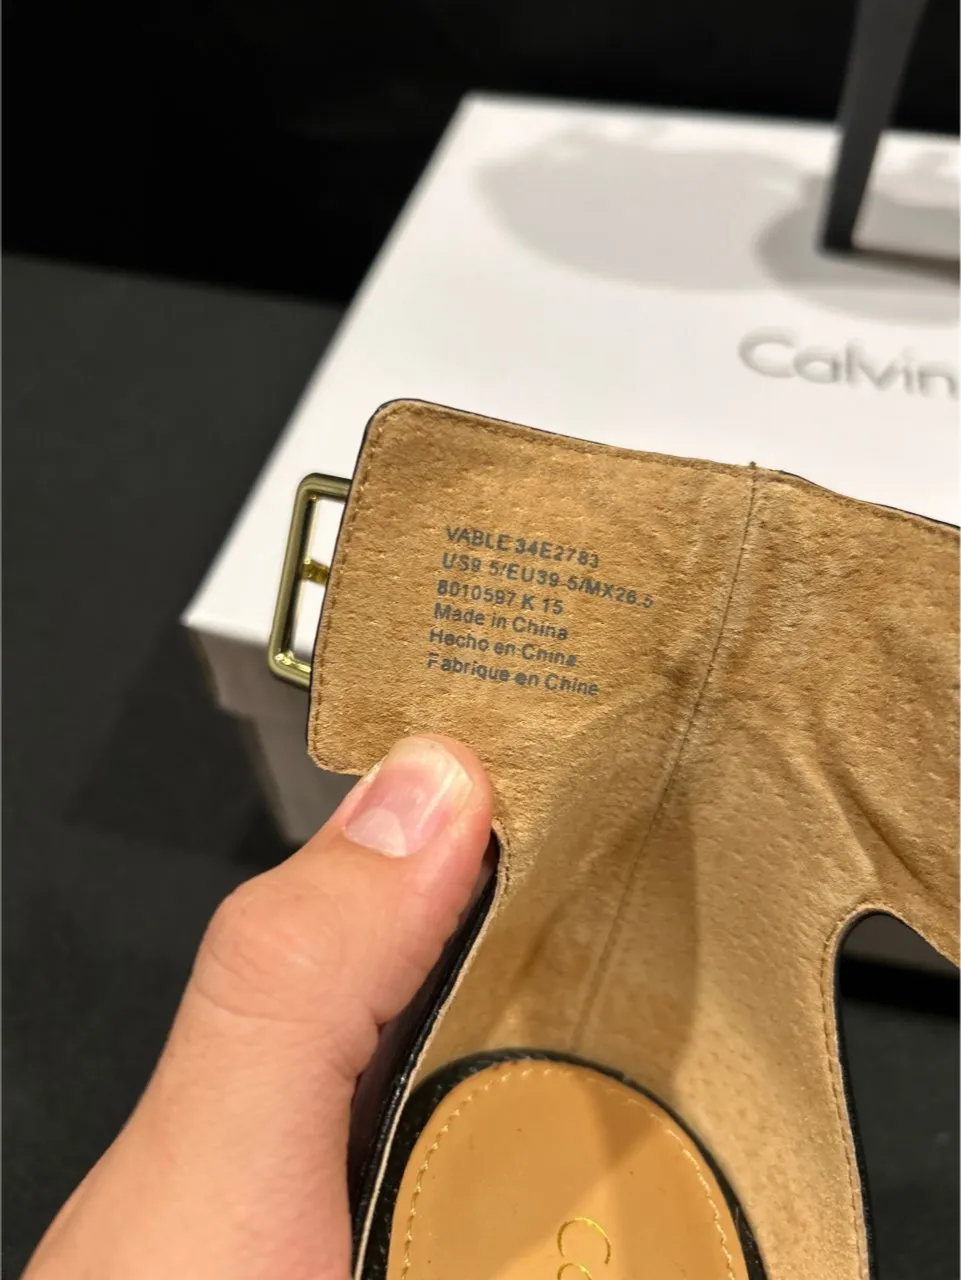 Calvin
VABLE 34E2783
US9.5/EU39.5/MX26.5
8010597 K 15
Made in China
Hecho en China
Fabrique en Chine